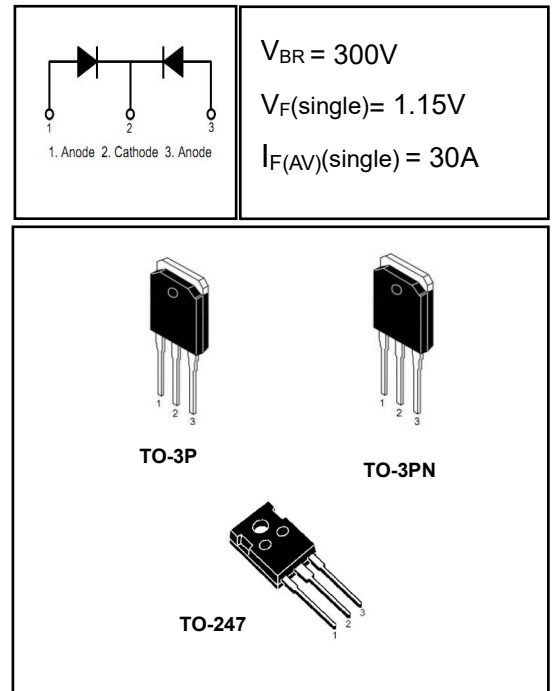 1 2 3
1. Anode 2. Cathode 3. Anode
VBR = 300V
VF(single)= 1.15V
IF(AV)(single) = 30A
1 2 3
TO-3P
1 2 3
TO-3PN
TO-247
1 2 3